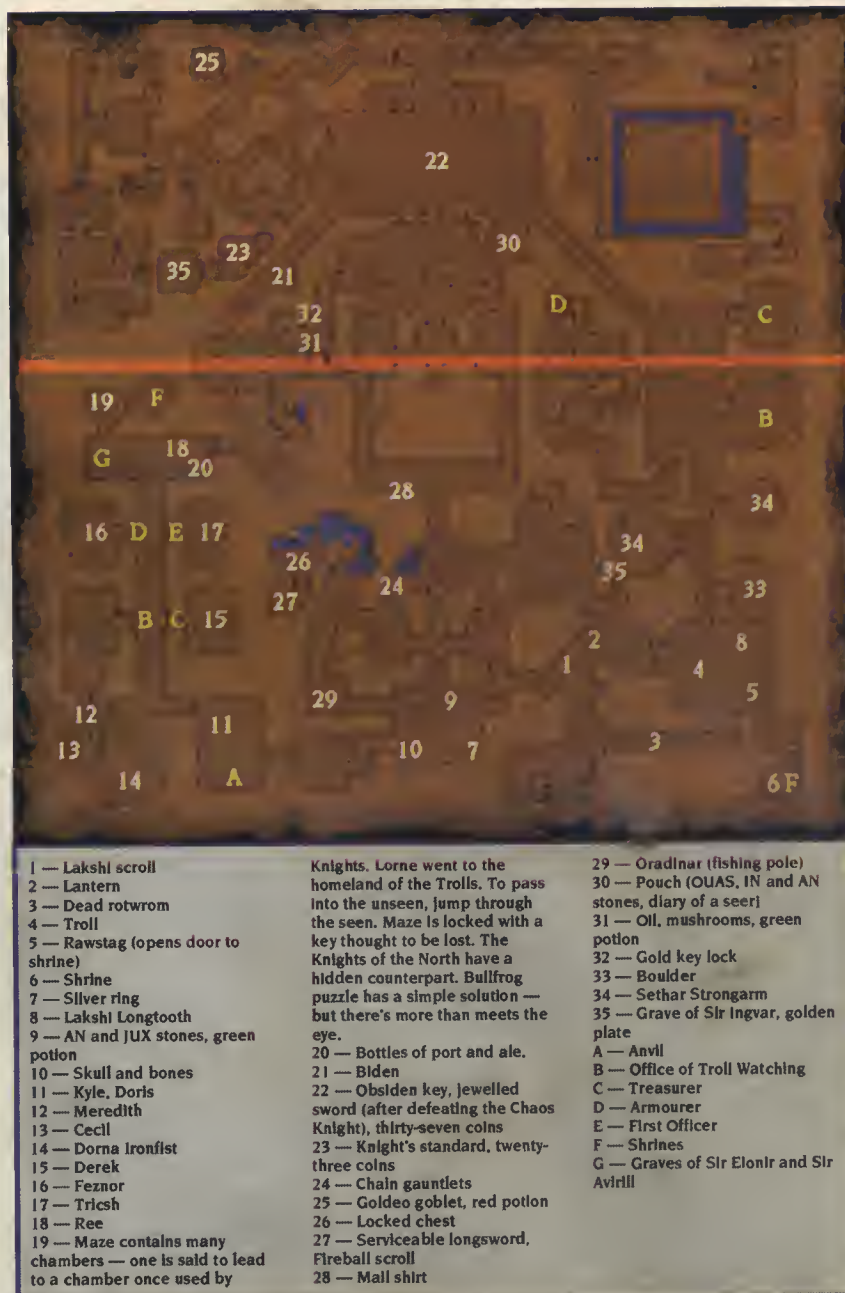 25
22
30
23
35
21
32
D
C
31
19
F
B
18
G
20
28
34
16 D E 17
34
26
35
24
33
27
B C 15
2
8
1
4
5
29
9
12
11
3
13
10
7
14
A
6 F
1 — Lakshi scroll
2 — Lantern
3 — Dead rotwrom
4 — Troll
5 — Rawstag (opens door to
shrine)
6 — Shrine
7 — Silver ring
8 — Lakshi Longtooth
9 — AN and JUX stones, green
potion
10 — Skull and bones
11 — Kyle, Doris
12 — Meredith
13 — Cecil
14 — Dorna Ironfist
15 — Derek
16 — Feznor
17 — Tricsh
18 — Ree
19 — Maze contains many
chambers — one is said to lead
to a chamber once used by
Knights. Lorne went to the
homeland of the Trolls. To pass
into the unseen, jump through
the seen. Maze is locked with a
key thought to be lost. The
Knights of the North have a
hidden counterpart. Bullfrog
puzzle has a simple solution —
but there's more than meets the
eye.
20 — Bottles of port and ale.
21 — Biden
22 — Obsiden key, jewelled
sword (after defeating the Chaos
Knight), thirty-seven coins
23 — Knight's standard, twenty-
three coins
24 — Chain gauntlets
25 — Goldeo goblet, red potion
26 — Locked chest
27 — Serviceable longsword,
Fireball scroll
28 — Mail shirt
29 — Oradinar (fishing pole)
30 — Pouch (OUAS, IN and AN
stones, diary of a seer]
31 — Oil, mushrooms, green
potion
32 — Gold key lock
33 — Boulder
34 — Sethar Strongarm
35 — Grave of Sir Ingvar, golden
plate
A — Anvil
B — Office of Troll Watching
C — Treasurer
D — Armourer
E — First Officer
F — Shrines
G — Graves of Sir Elonir and Sir
Avirill